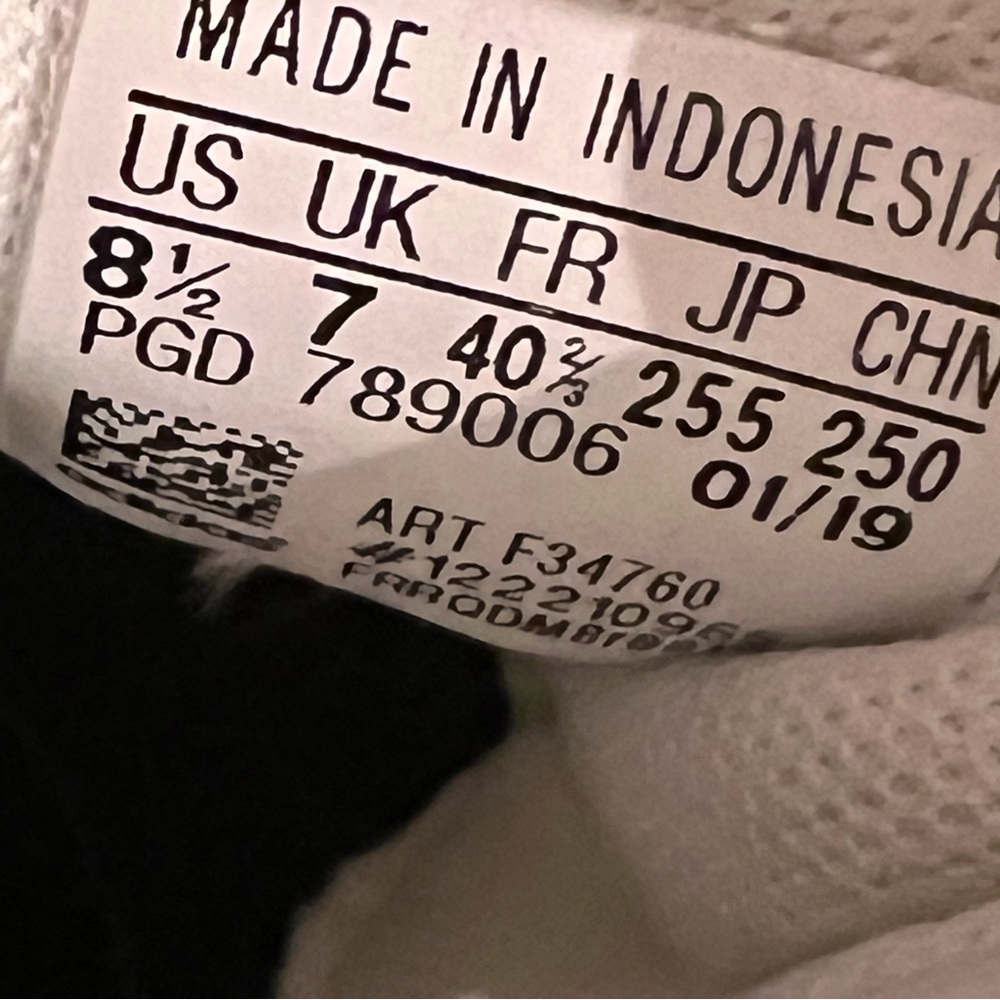 MADE IN INDONESIA
US UK FR JP CHN
8½ 7 40⅔ 255 250
PGD 789006 01/19
ART F34760